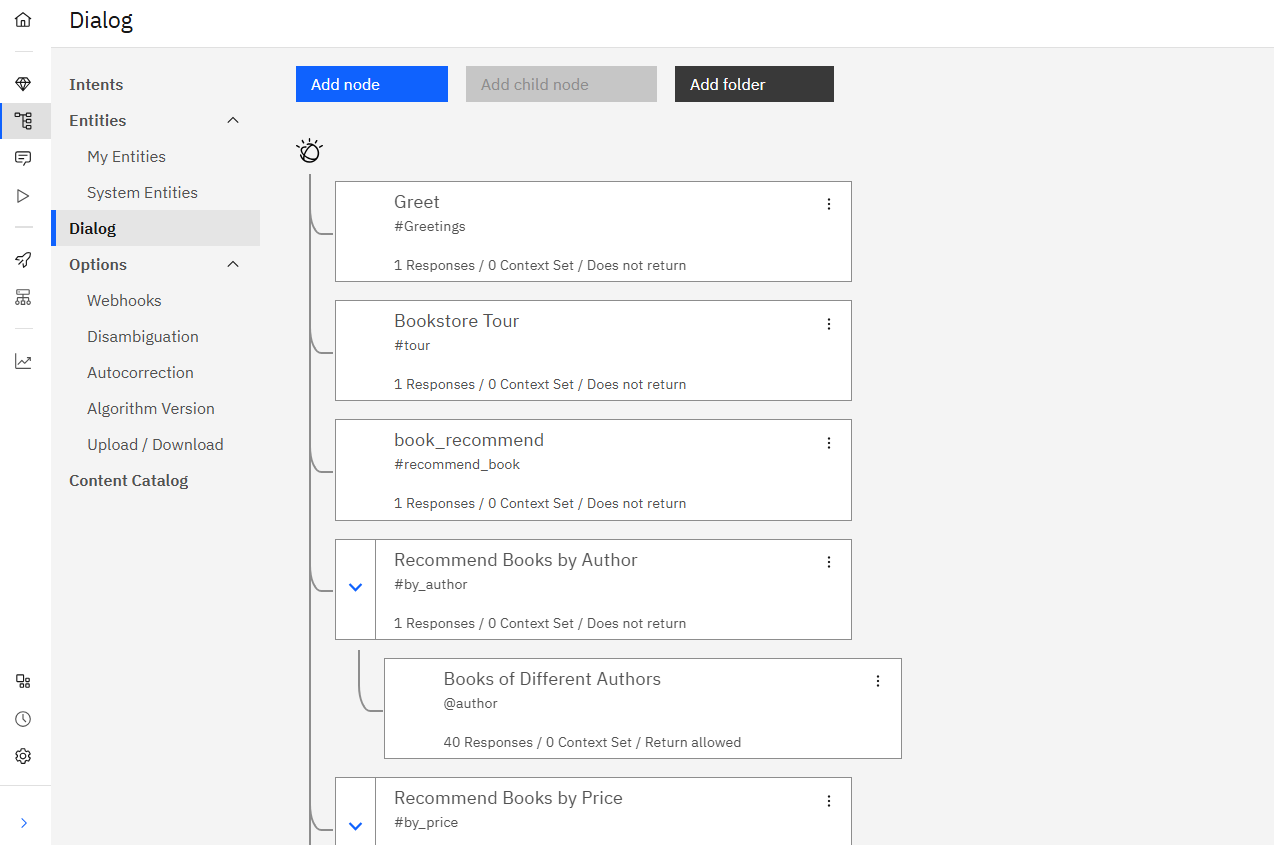 Dialog
Intents
Entities
My Entities
System Entities
Dialog
Options
Webhooks
Disambiguation
Autocorrection
Algorithm Version
Upload / Download
Content Catalog
Add node
Add child node
Add folder
Greet
#Greetings
1 Responses / 0 Context Set / Does not return
Bookstore Tour
#tour
1 Responses / 0 Context Set / Does not return
book_recommend
#recommend_book
1 Responses / 0 Context Set / Does not return
Recommend Books by Author
#by_author
1 Responses / 0 Context Set / Does not return
Books of Different Authors
@author
40 Responses / 0 Context Set / Return allowed
Recommend Books by Price
#by_price